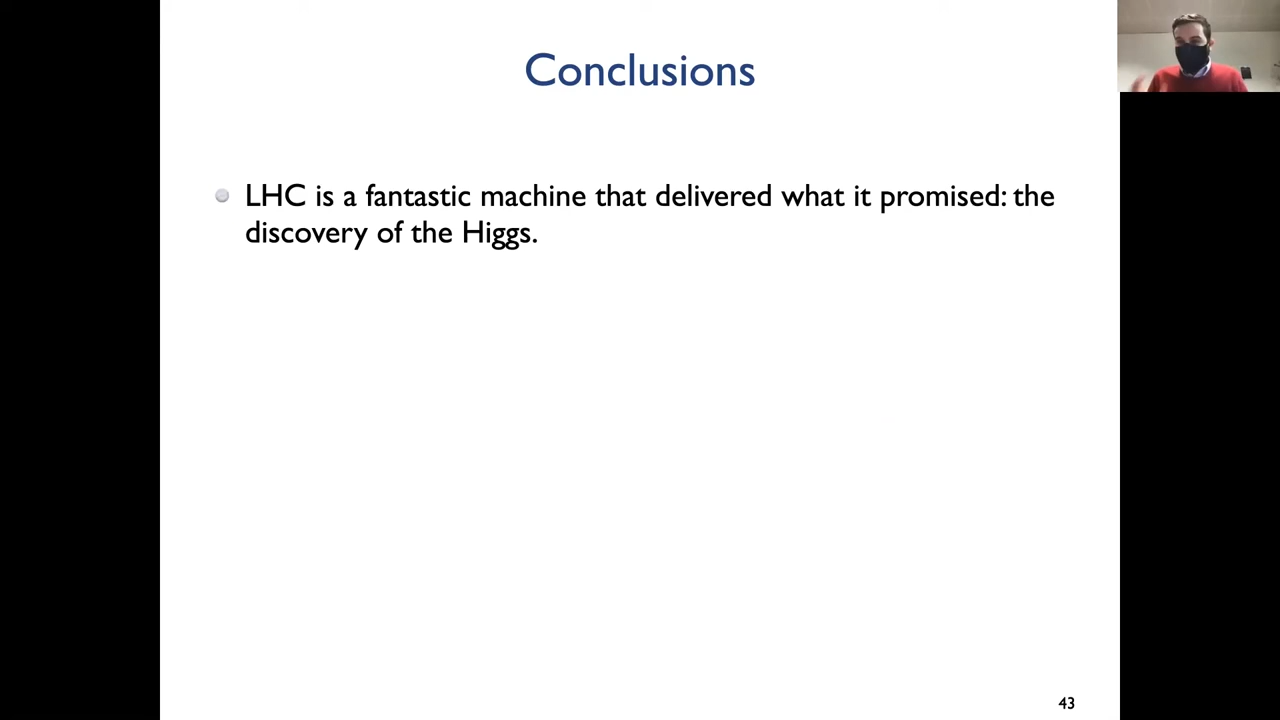 Conclusions
LHC is a fantastic machine that delivered what it promised: the
discovery of the Higgs.
43